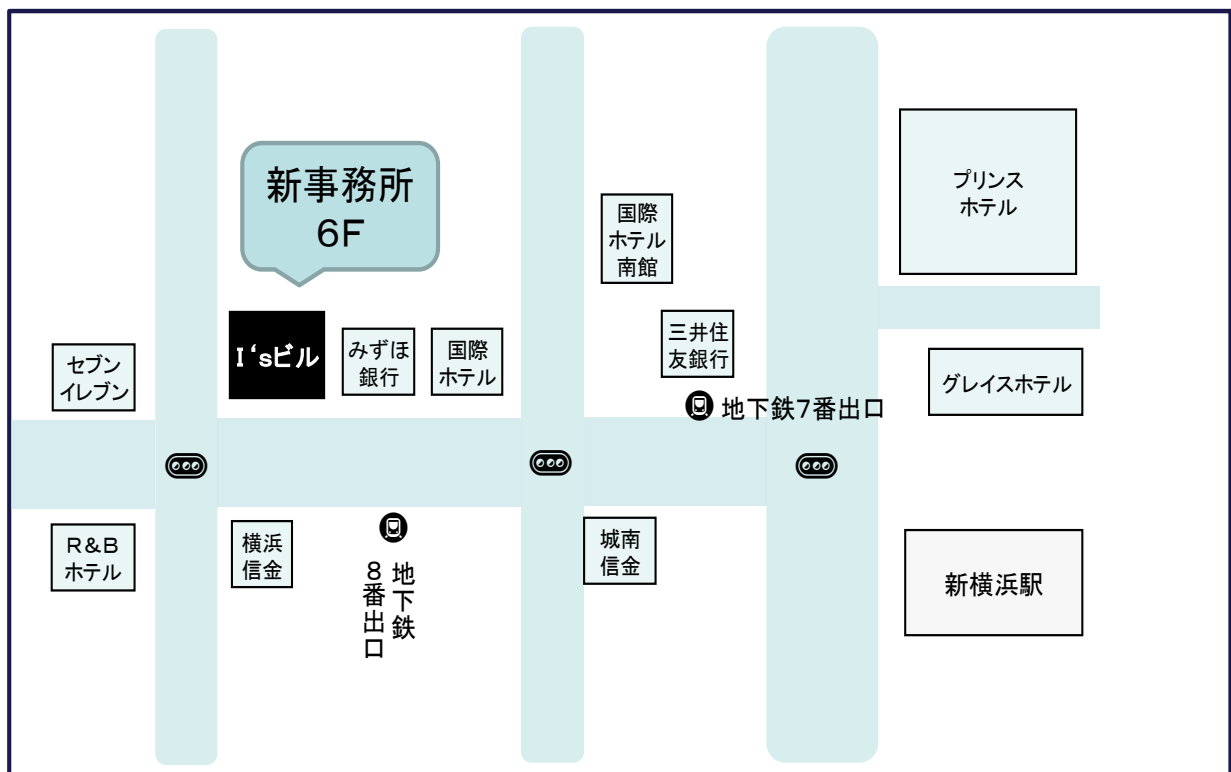 新事務所
6F
プリンス
ホテル
国際
ホテル
南館
I‘sビル
みずほ
銀行
国際
ホテル
三井住
友銀行
セブン
イレブン
グレイスホテル
地下鉄7番出口
R&B
ホテル
横浜
信金
地下鉄
8番出口
城南
信金
新横浜駅